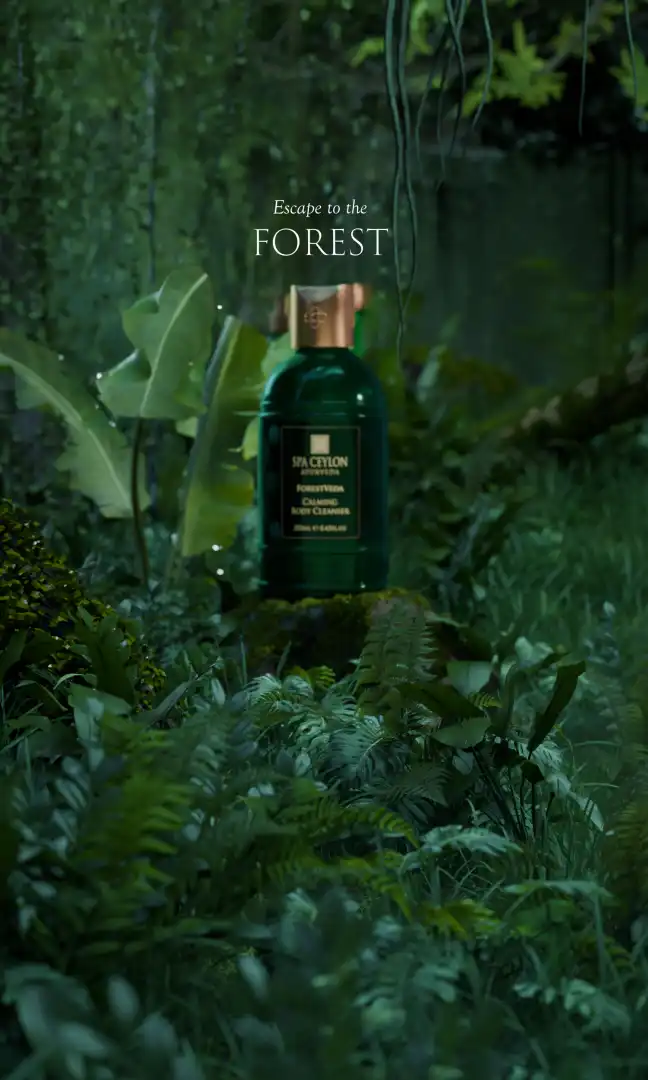 Escape to the
FOREST
SPA CEYLON
AYURVEDA
FORESTVEDA
CALMING
BODY CLEANSER